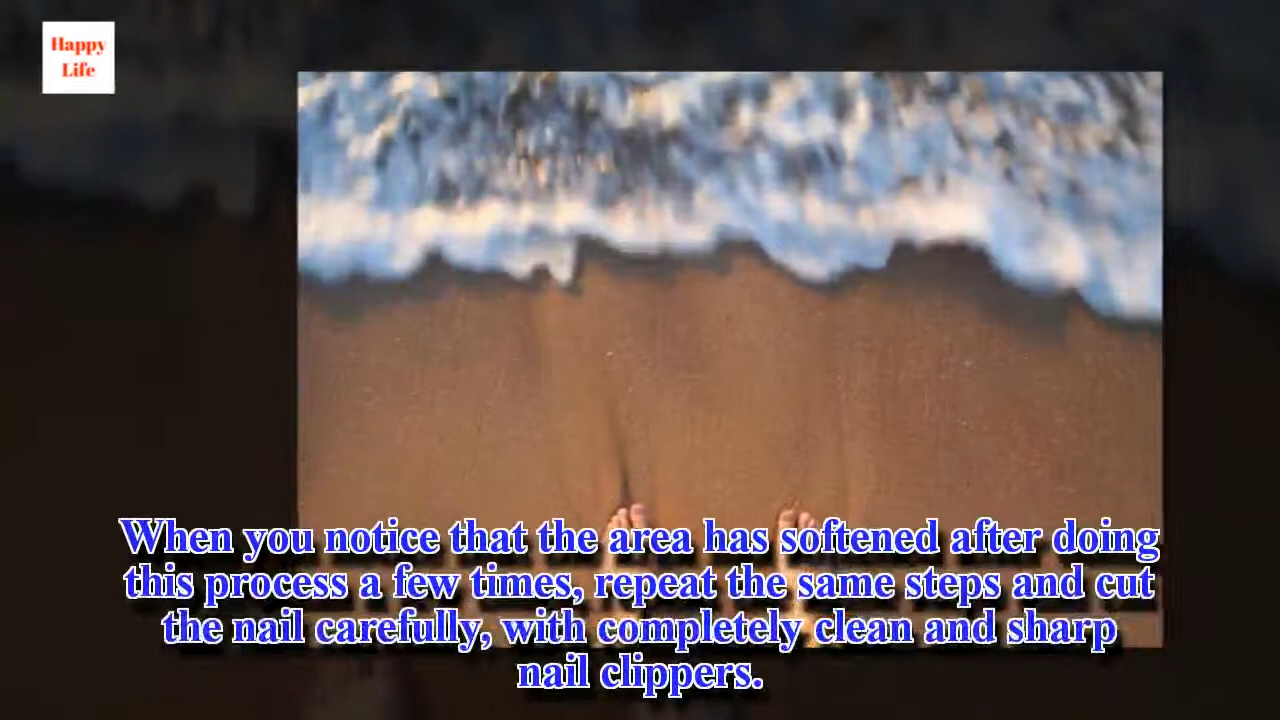 Happy
Life
When you notice that the area has softened after doing
this process a few times, repeat the same steps and cut
the nail carefully, with completely clean and sharp
nail clippers.